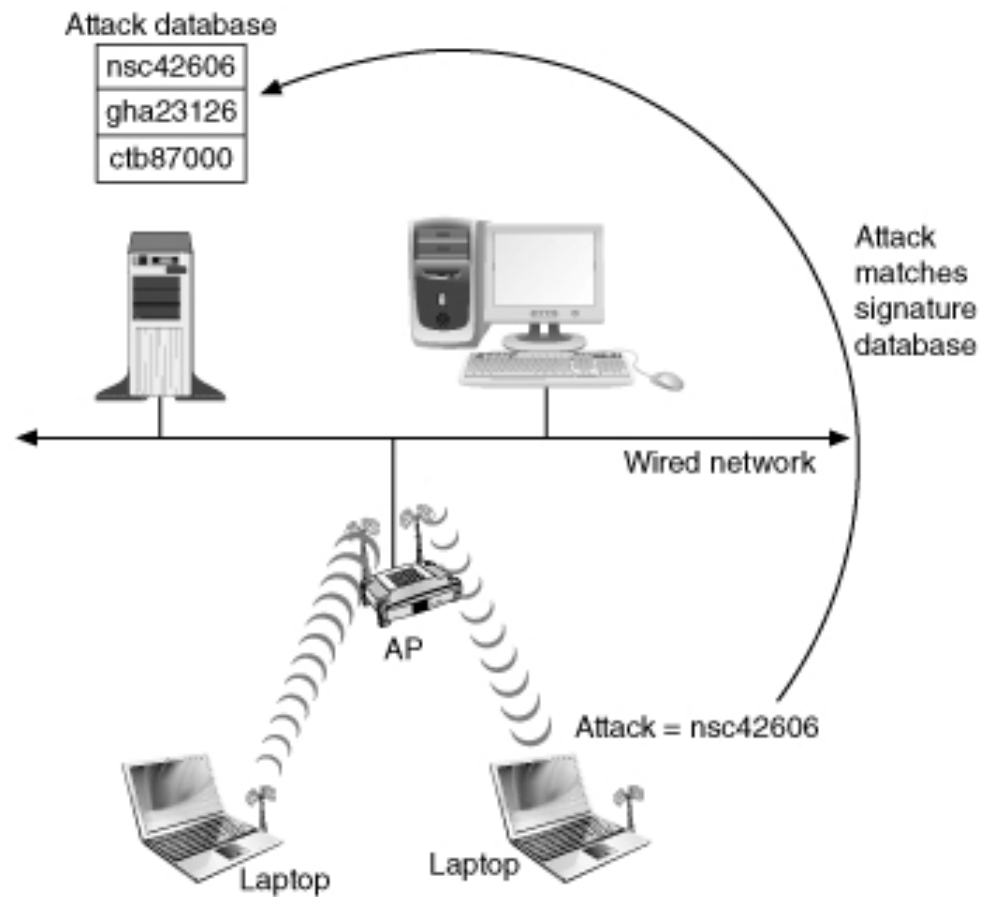 Attack database
nsc42606
gha23126
ctb87000
Attack
matches
signature
database
Wired network
AP
Attack = nsc42606
Laptop
Laptop